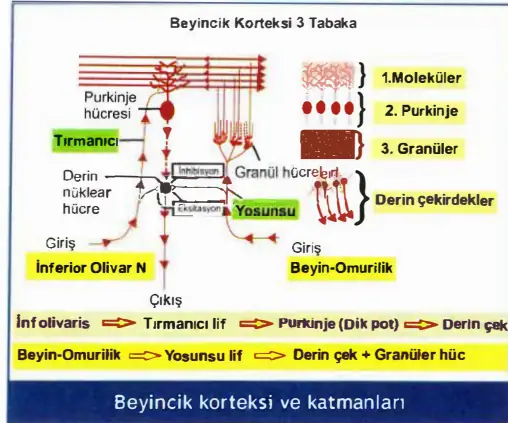 Beyincik Korteksi 3 Tabaka
Purkinje
hücresi
Tırmanıcı
Derin
nüklear
hücre
İnhibisyon
Eksitasyon
Granül hücreleri
Yosunsu
Giriş
İnferior Olivar N
Çıkış
Giriş
Beyin-Omurilik
1.Moleküler
2. Purkinje
3. Granüler
Derin çekirdekler
İnf olivaris ⇒ Tırmanıcı lif ⇒ Purkinje (Dik pot) ⇒ Derin çek
Beyin-Omurilik ⇒ Yosunsu lif ⇒ Derin çek + Granüler hüc
Beyincik korteksi ve katmanları